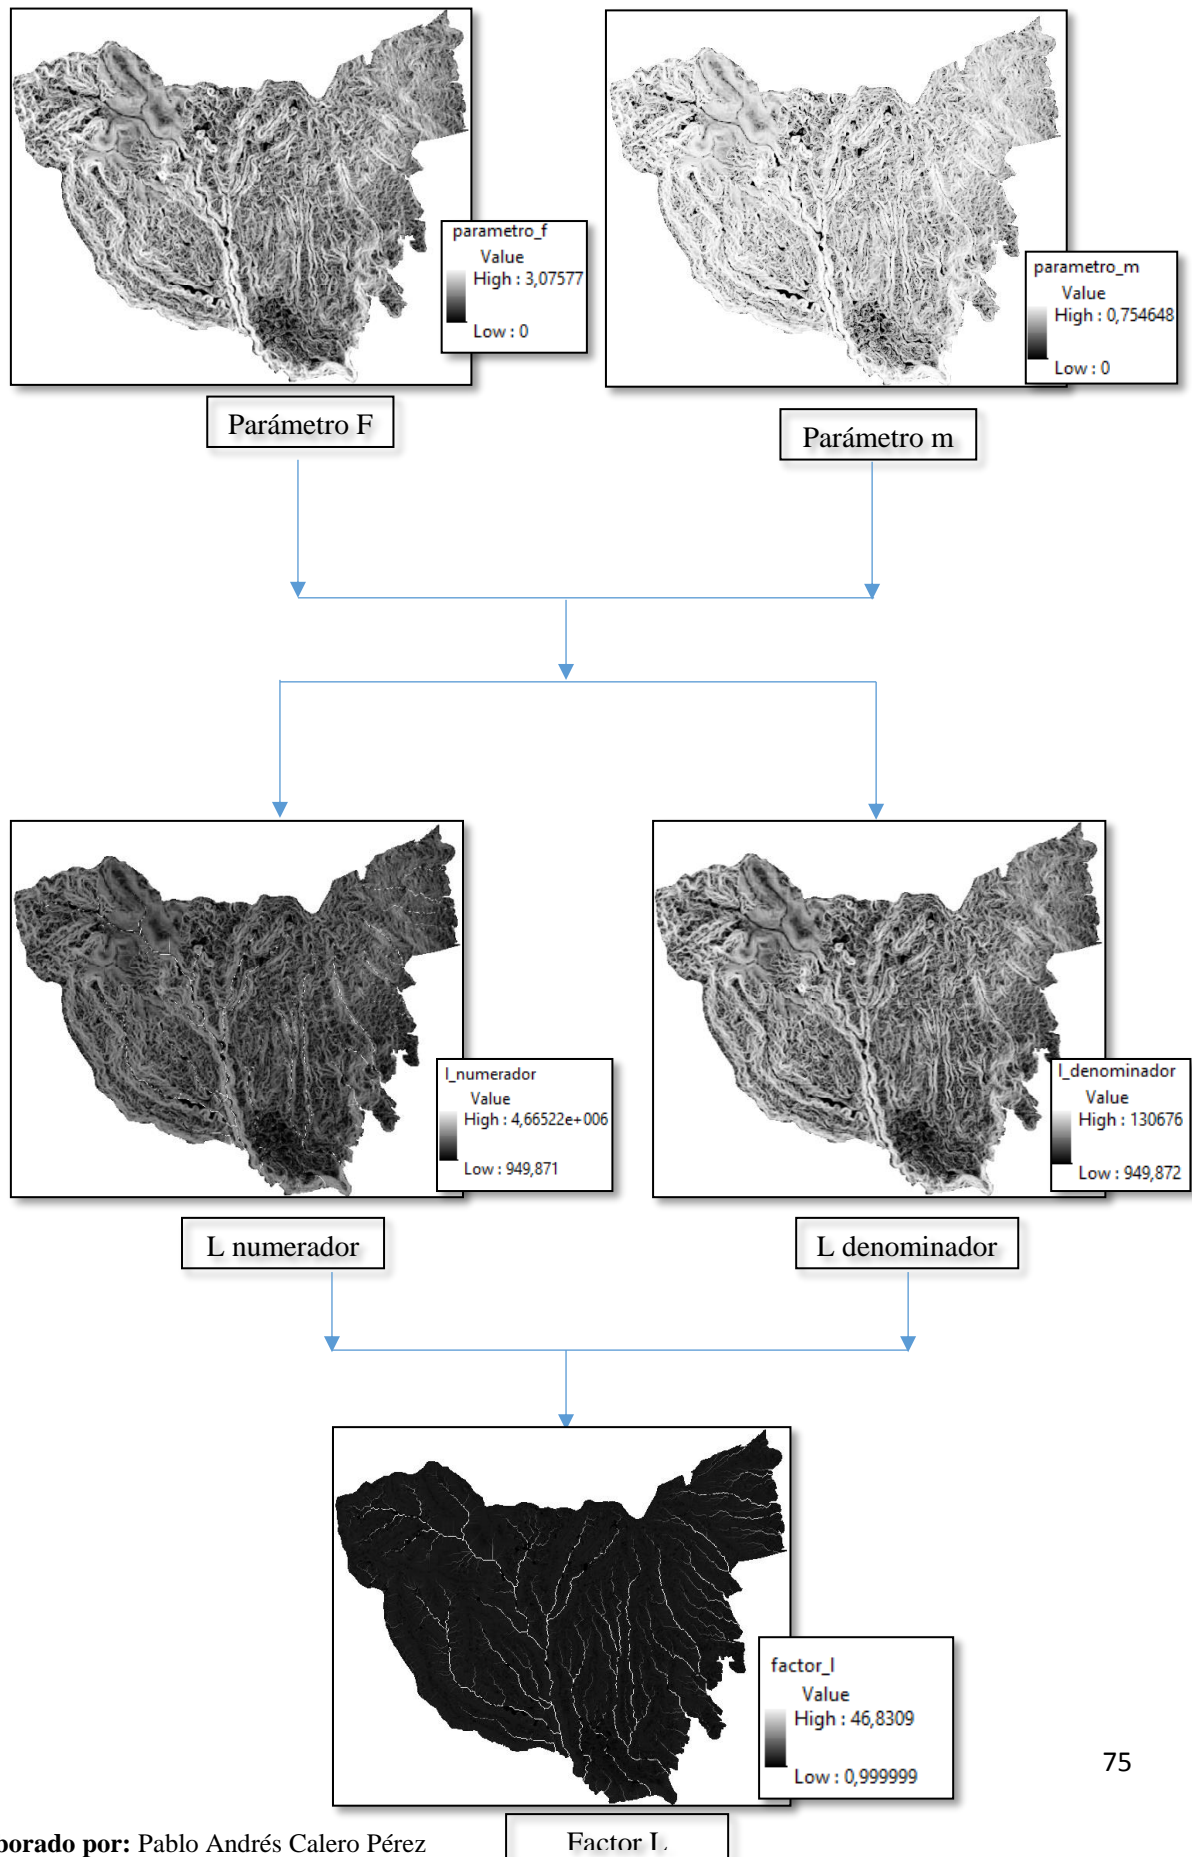 parametro_f
Value
High : 3,07577
Low : 0
parametro_m
Value
High : 0,754648
Low : 0
Parámetro F
Parámetro m
l_numerador
Value
High : 4,66522e+006
Low : 949,871
l_denominador
Value
High : 130676
Low : 949,872
L numerador
L denominador
factor_l
Value
High : 46,8309
Low : 0,999999
75
Factor L
borado por: Pablo Andrés Calero Pérez